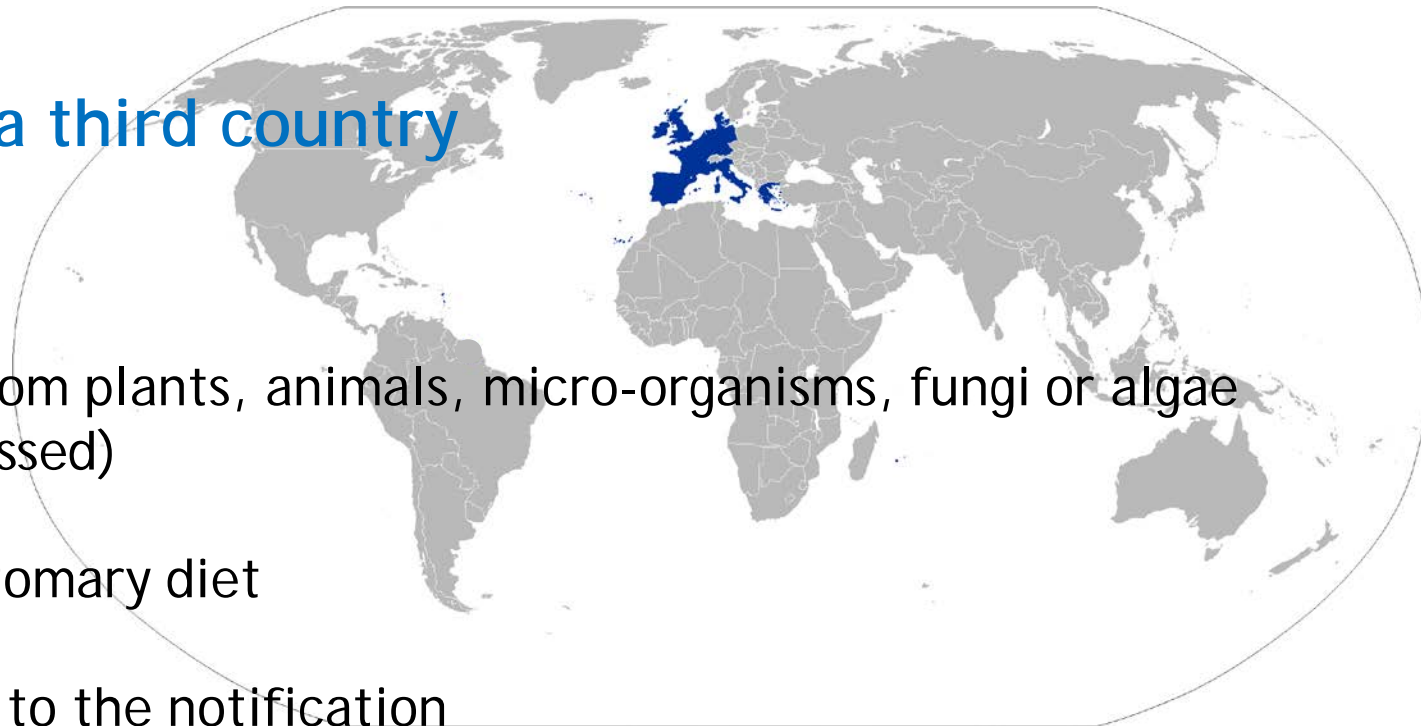 a third country
om plants, animals, micro-organisms, fungi or algae
ssed)
omary diet
to the notification